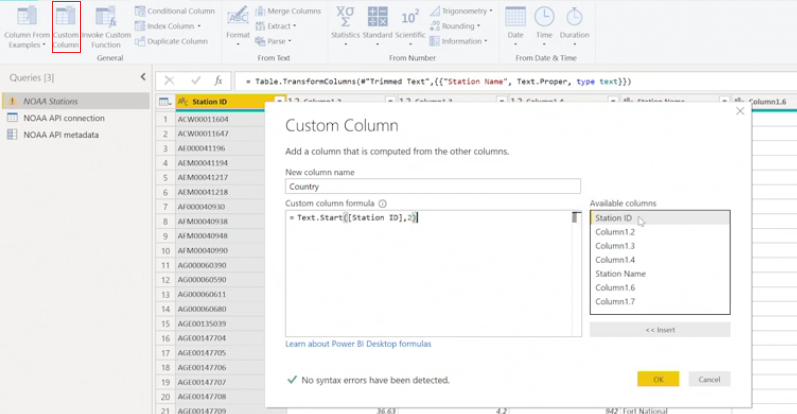 Column From
Examples
Custom
Column
Invoke Custom
Function
Conditional Column
Index Column
Duplicate Column
General
Format
Merge Columns
Extract
Parse
From Text
Statistics
Standard
Scientific
10²
Trigonometry
Rounding
Information
From Number
Date
Time
Duration
From Date & Time
Queries [3]
NOAA Stations
NOAA API connection
NOAA API metadata
= Table.TransformColumns(#"Trimmed Text",{{"Station Name", Text.Proper, type text}})
Station ID
Column1.6
1 ACW00011604
2 ACW00011647
3 AE000041196
4 AEM00041194
5 AEM00041217
6 AEM00041218
7 AF000040930
8 AFM00040938
9 AFM00040948
10 AFM00040990
11 AG000060390
12 AG000060590
13 AG000060611
14 AG000060680
15 AGE00135039
16 AGE00147704
17 AGE00147705
18 AGE00147706
19 AGE00147707
20 AGE00147708
21 AGE00147709 36.63 4.2 942 Fort National
Custom Column
Add a column that is computed from the other columns.
New column name
Country
Custom column formula
= Text.Start([Station ID],2)
Available columns
Station ID
Column1.2
Column1.3
Column1.4
Station Name
Column1.6
Column1.7
<< Insert
Learn about Power BI Desktop formulas
No syntax errors have been detected.
OK
Cancel